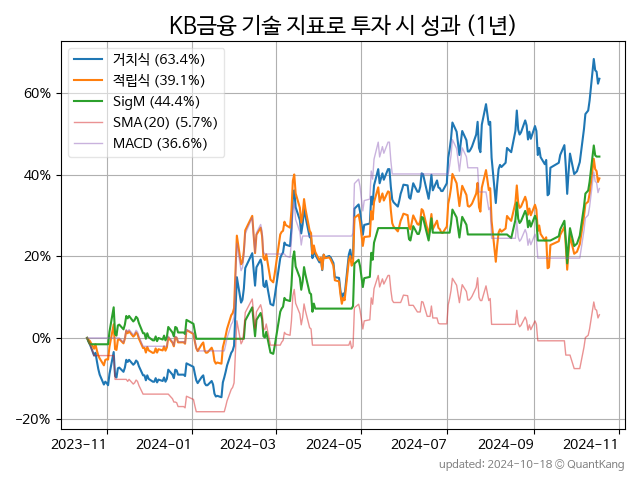 KB금융 기술 지표로 투자 시 성과 (1년)
거치식 (63.4%)
적립식 (39.1%)
SigM (44.4%)
SMA(20) (5.7%)
MACD (36.6%)
60%
40%
20%
0%
−20%
2023-11 2024-01 2024-03 2024-05 2024-07 2024-09 2024-11
updated: 2024-10-18 © QuantKang